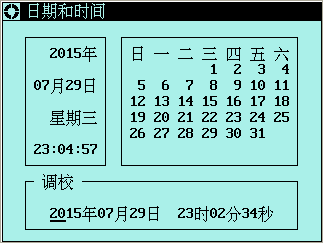 日期和时间
2015年
07月29日
星期三
23:04:57
日 一 二 三 四 五 六
1 2 3 4
5 6 7 8 9 10 11
12 13 14 15 16 17 18
19 20 21 22 23 24 25
26 27 28 29 30 31
调校
2015年07月29日 23时02分34秒